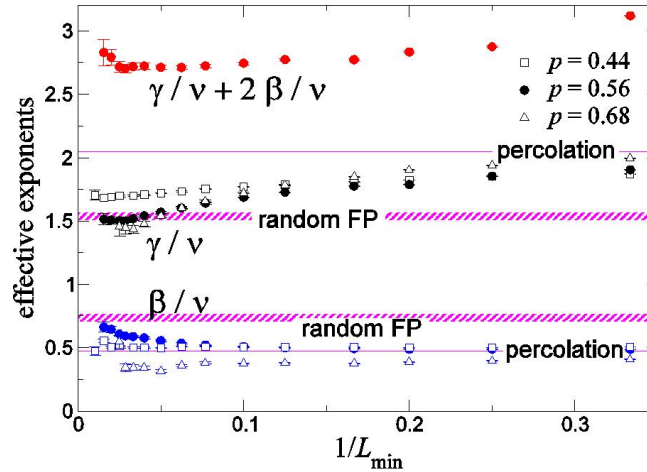 3
2.5
2
1.5
1
0.5
0
effective exponents
γ / ν + 2 β / ν
p = 0.44
p = 0.56
p = 0.68
percolation
random FP
γ / ν
β / ν
random FP
percolation
0
0.1
0.2
0.3
1/Lmin